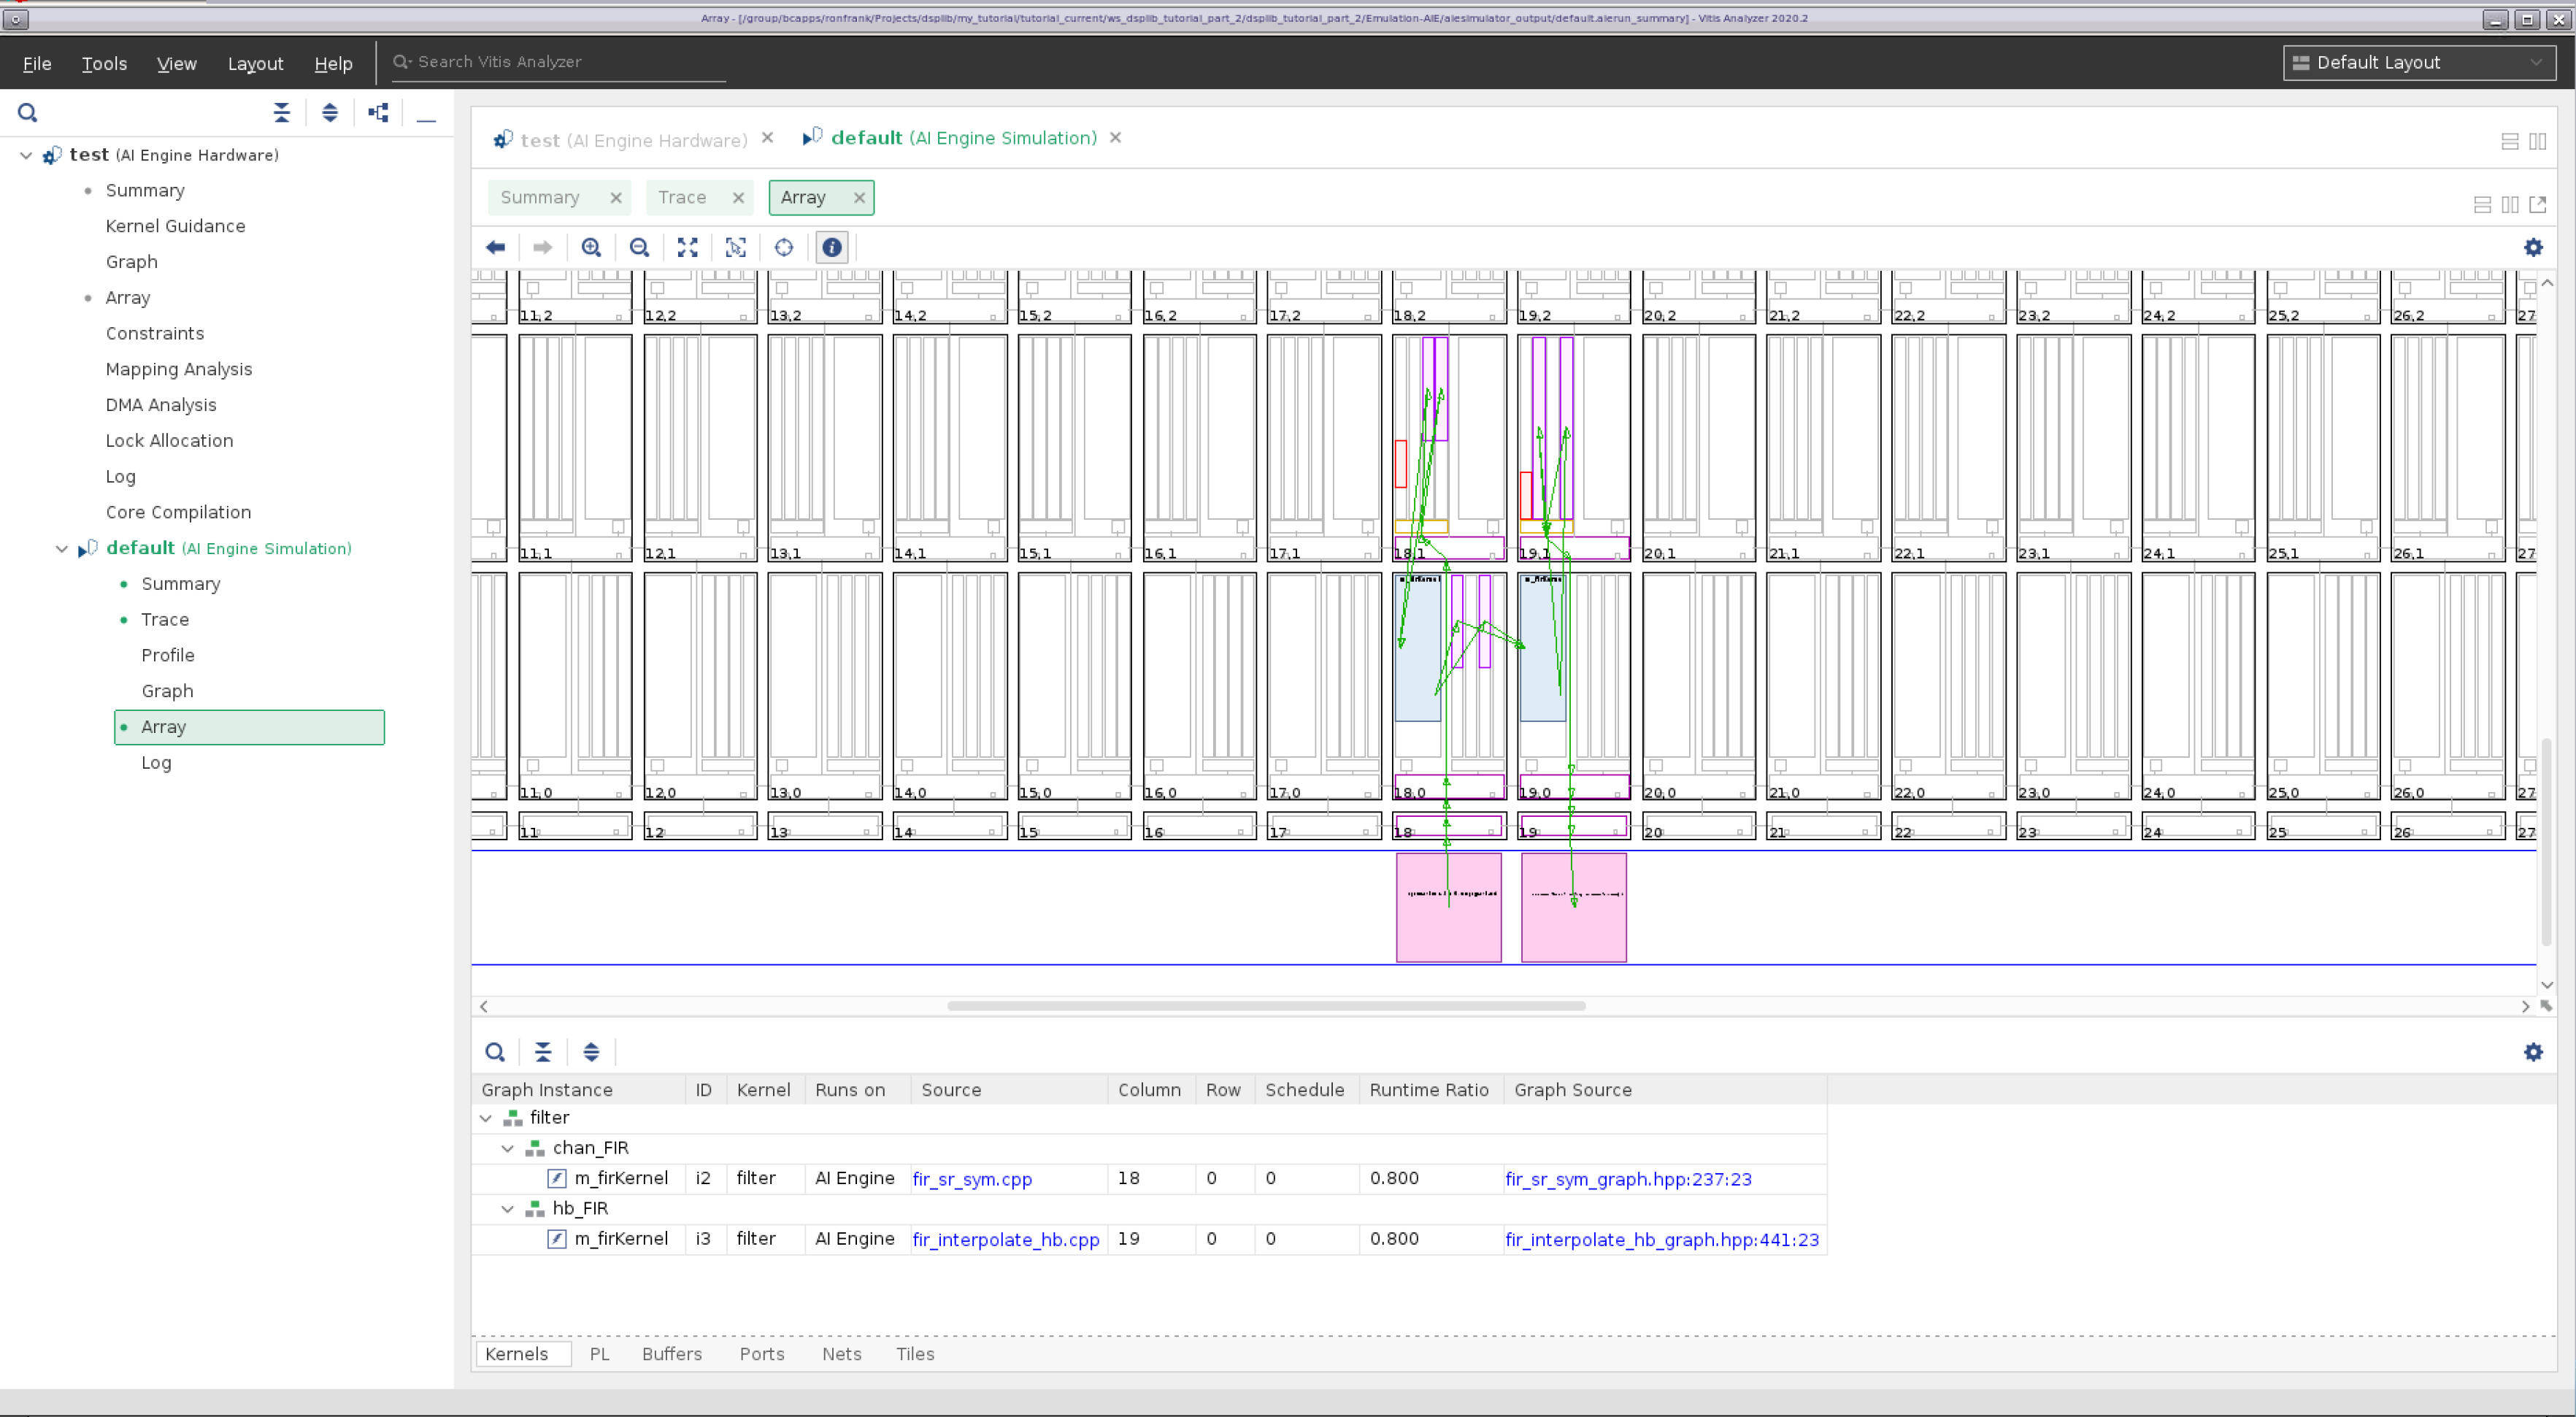 Array - [/group/bcapps/ronfrank/Projects/dsplib/my_tutorial/tutorial_current/ws_dsplib_tutorial_part_2/dsplib_tutorial_part_2/Emulation-AIE/aiesimulator_output/default.aierun_summary] - Vitis Analyzer 2020.2
File Tools View Layout Help Search Vitis Analyzer Default Layout
test (AI Engine Hardware)
Summary
Kernel Guidance
Graph
Array
Constraints
Mapping Analysis
DMA Analysis
Lock Allocation
Log
Core Compilation
default (AI Engine Simulation)
Summary
Trace
Profile
Graph
Array
Log
test (AI Engine Hardware) default (AI Engine Simulation)
Summary Trace Array
11,2 12,2 13,2 14,2 15,2 16,2 17,2 18,2 19,2 20,2 21,2 22,2 23,2 24,2 25,2 26,2 27
11,1 12,1 13,1 14,1 15,1 16,1 17,1 18,1 19,1 20,1 21,1 22,1 23,1 24,1 25,1 26,1 27
11,0 12,0 13,0 14,0 15,0 16,0 17,0 18,0 19,0 20,0 21,0 22,0 23,0 24,0 25,0 26,0 27
11 12 13 14 15 16 17 18 19 20 21 22 23 24 25 26 27
Graph Instance ID Kernel Runs on Source Column Row Schedule Runtime Ratio Graph Source
filter
chan_FIR
m_firKernel i2 filter AI Engine fir_sr_sym.cpp 18 0 0 0.800 fir_sr_sym_graph.hpp:237:23
hb_FIR
m_firKernel i3 filter AI Engine fir_interpolate_hb.cpp 19 0 0 0.800 fir_interpolate_hb_graph.hpp:441:23
Kernels PL Buffers Ports Nets Tiles